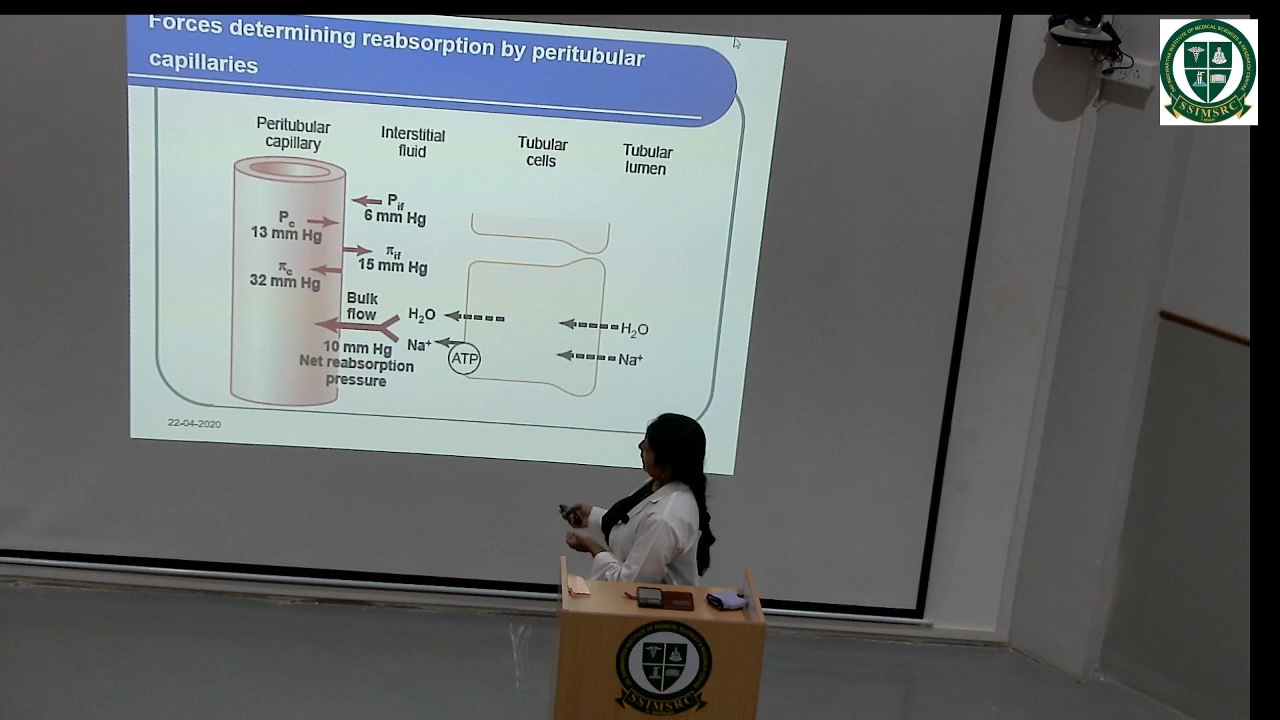 Forces determining reabsorption by peritubular
capillaries
Peritubular
capillary
Interstitial
fluid
Tubular
cells
Tubular
lumen
Pif
6 mm Hg
Pc
13 mm Hg
πif
15 mm Hg
πc
32 mm Hg
Bulk
flow
H₂O
H₂O
Na⁺
ATP
Na⁺
10 mm Hg
Net reabsorption
pressure
22-04-2020
SSIMSRC
SSIMSRC